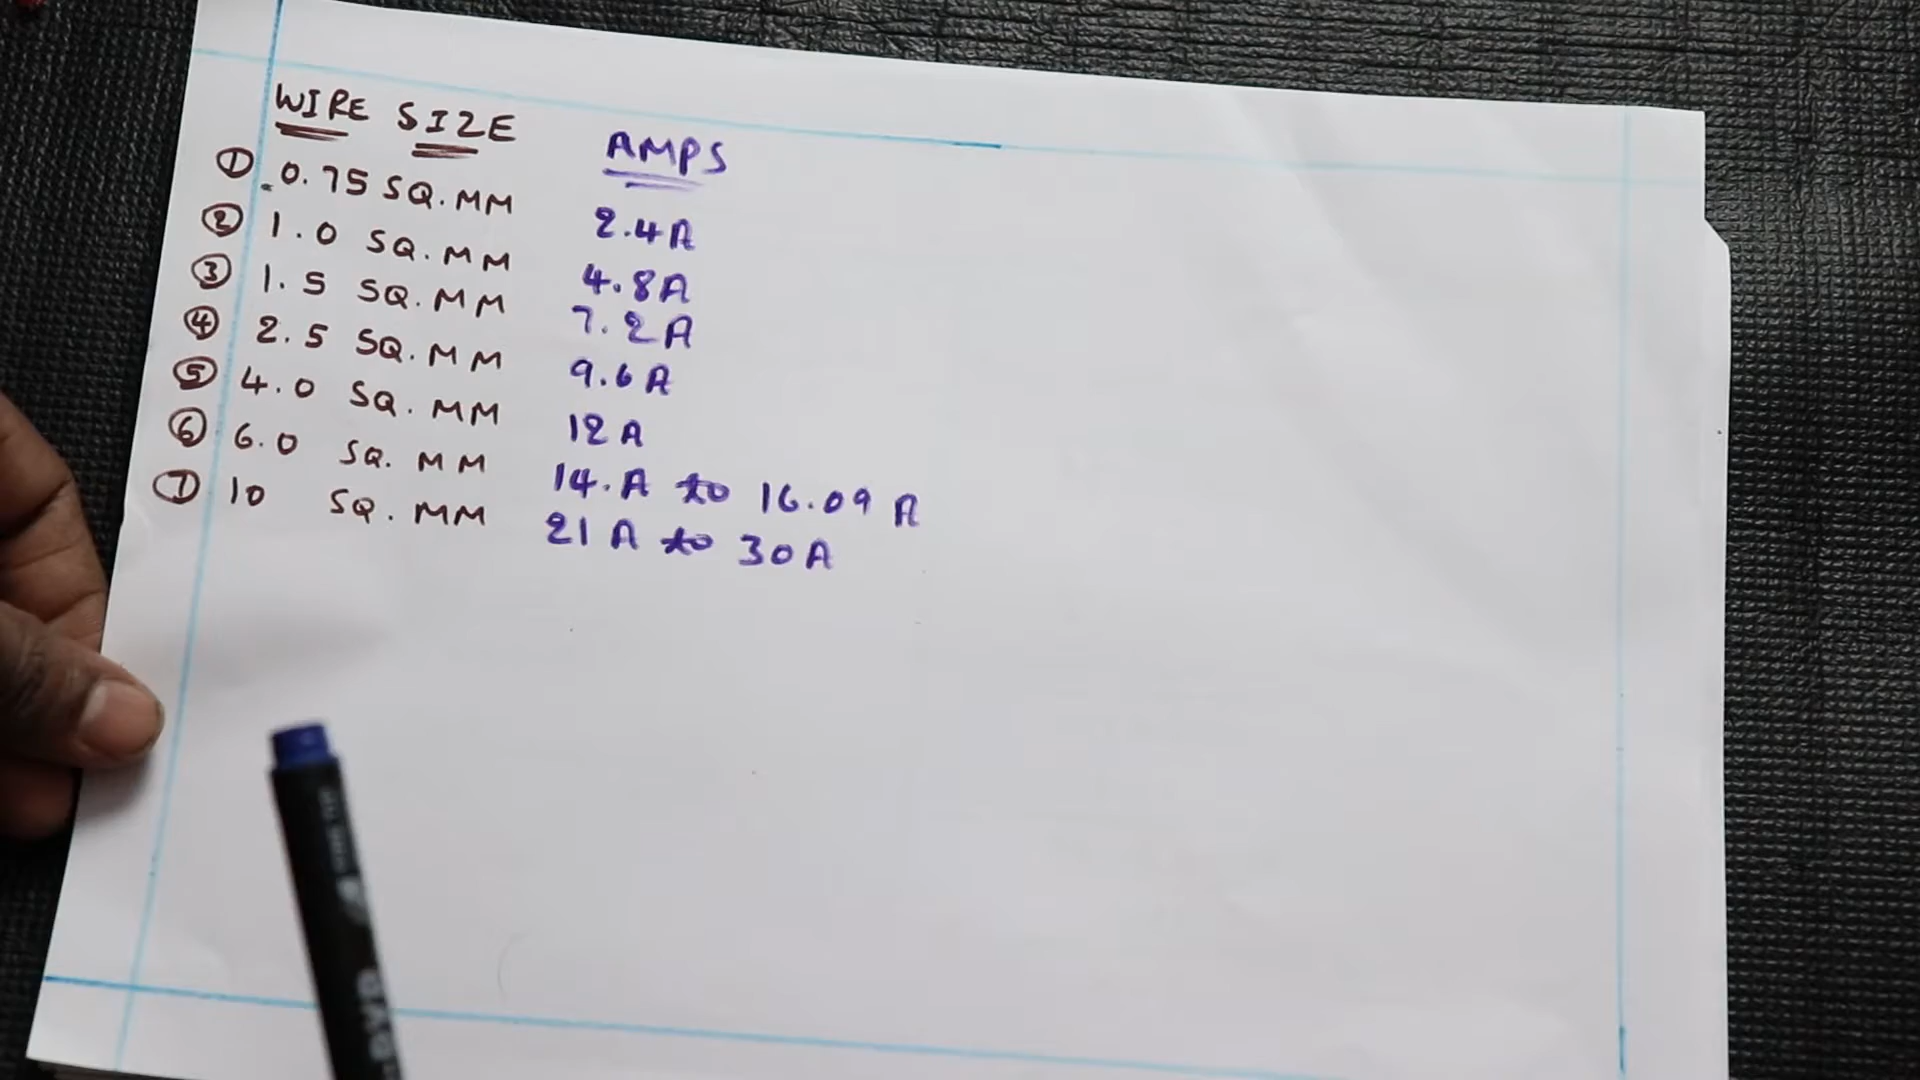 WIRE SIZE AMPS
① 0.75 SQ.MM 2.4A
② 1.0 SQ.MM 4.8A
③ 1.5 SQ.MM 7.2A
④ 2.5 SQ.MM 9.6A
⑤ 4.0 SQ.MM 12A
⑥ 6.0 SQ.MM 14.A to 16.09 A
⑦ 10 SQ.MM 21A to 30A